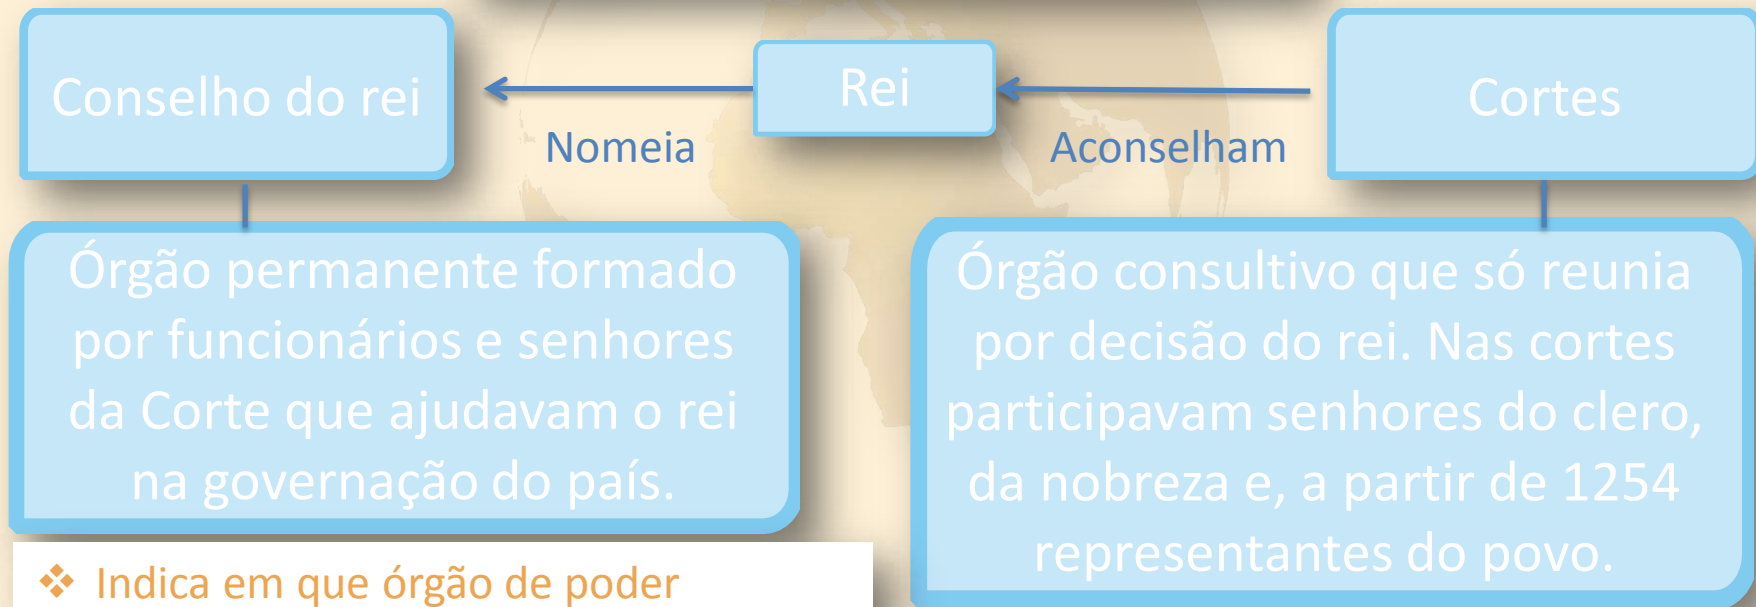 Conselho do rei
Nomeia
Rei
Aconselham
Cortes
Órgão permanente formado
por funcionários e senhores
da Corte que ajudavam o rei
na governação do país.
Órgão consultivo que só reunia
por decisão do rei. Nas cortes
participavam senhores do clero,
da nobreza e, a partir de 1254
representantes do povo.
❖ Indica em que órgão de poder